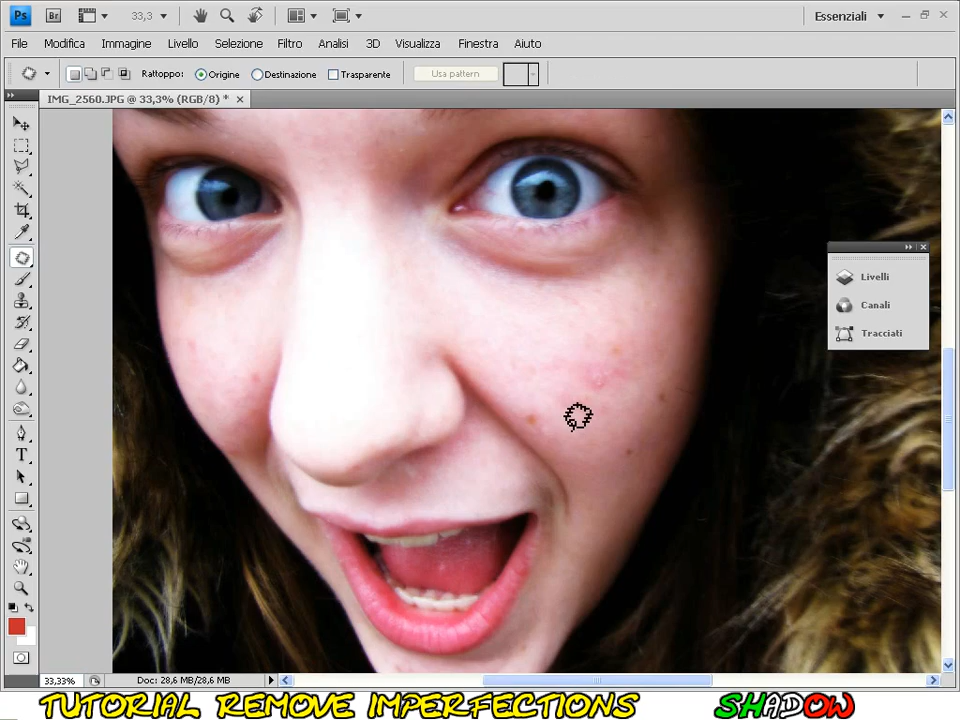 Ps Br 33,3 Essenziali
File Modifica Immagine Livello Selezione Filtro Analisi 3D Visualizza Finestra Aiuto
Rattoppo: Origine Destinazione Trasparente Usa pattern
IMG_2560.JPG @ 33,3% (RGB/8) *
Livelli
Canali
Tracciati
T
33,33% Doc: 28,6 MB/28,6 MB
TUTORIAL REMOVE IMPERFECTIONS SHADOW